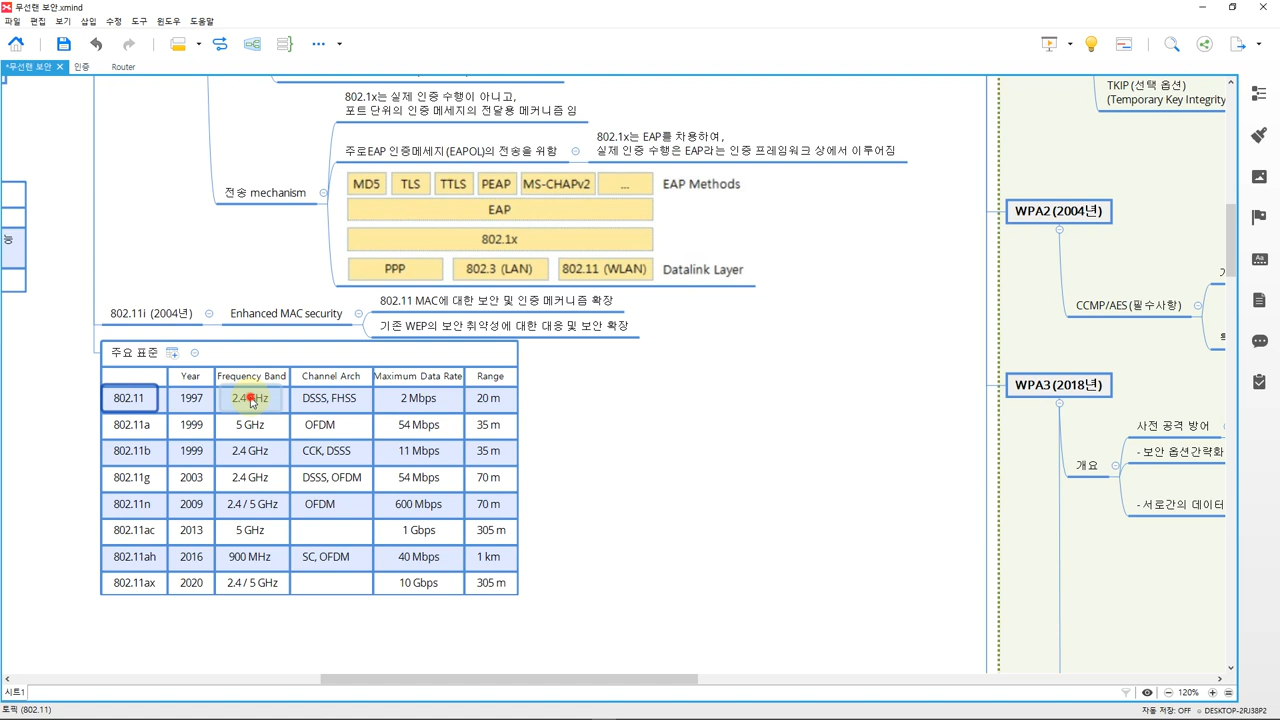 무선랜 보안.xmind
파일 편집 보기 삽입 수정 도구 윈도우 도움말
*무선랜 보안 인증 Router
802.1x는 실제 인증 수행이 아니고,
포트 단위의 인증 메세지의 전달용 메커니즘 임
주로EAP 인증메세지(EAPOL)의 전송을 위함
802.1x는 EAP를 차용하여,
실제 인증 수행은 EAP라는 인증 프레임워크 상에서 이루어짐
전송 mechanism
MD5 TLS TTLS PEAP MS-CHAPv2 ... EAP Methods
EAP
802.1x
PPP 802.3 (LAN) 802.11 (WLAN) Datalink Layer
능
802.11i (2004년) Enhanced MAC security
802.11 MAC에 대한 보안 및 인증 메커니즘 확장
기존 WEP의 보안 취약성에 대한 대응 및 보안 확장
주요 표준
Year Frequency Band Channel Arch Maximum Data Rate Range
802.11 1997 2.4 GHz DSSS, FHSS 2 Mbps 20 m
802.11a 1999 5 GHz OFDM 54 Mbps 35 m
802.11b 1999 2.4 GHz CCK, DSSS 11 Mbps 35 m
802.11g 2003 2.4 GHz DSSS, OFDM 54 Mbps 70 m
802.11n 2009 2.4 / 5 GHz OFDM 600 Mbps 70 m
802.11ac 2013 5 GHz 1 Gbps 305 m
802.11ah 2016 900 MHz SC, OFDM 40 Mbps 1 km
802.11ax 2020 2.4 / 5 GHz 10 Gbps 305 m
TKIP (선택 옵션)
(Temporary Key Integrity
WPA2 (2004년)
CCMP/AES (필수사항)
WPA3 (2018년)
사전 공격 방어
개요
- 보안 옵션간략화
- 서로간의 데이터
시트1
120%
토픽 (802.11)
자동 저장: OFF DESKTOP-2RJ38P2